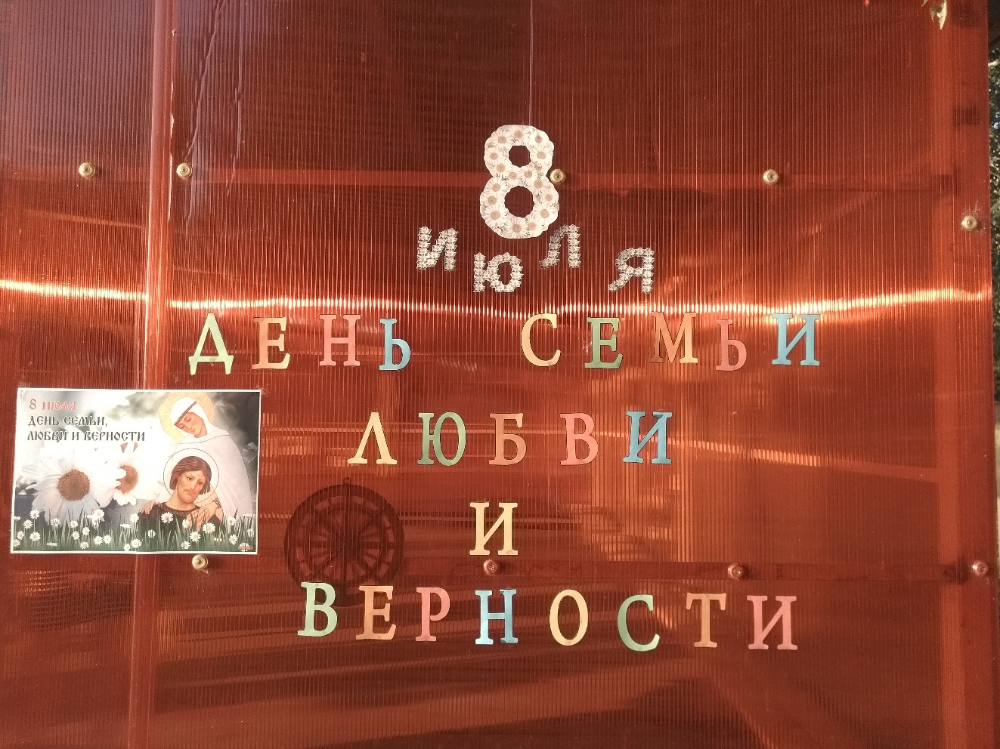 8
июля
ДЕНЬ СЕМЬИ
ЛЮБВИ
И
ВЕРНОСТИ
8 июля
ДЕНЬ СЕМЬИ,
ЛЮБВИ И ВЕРНОСТИ